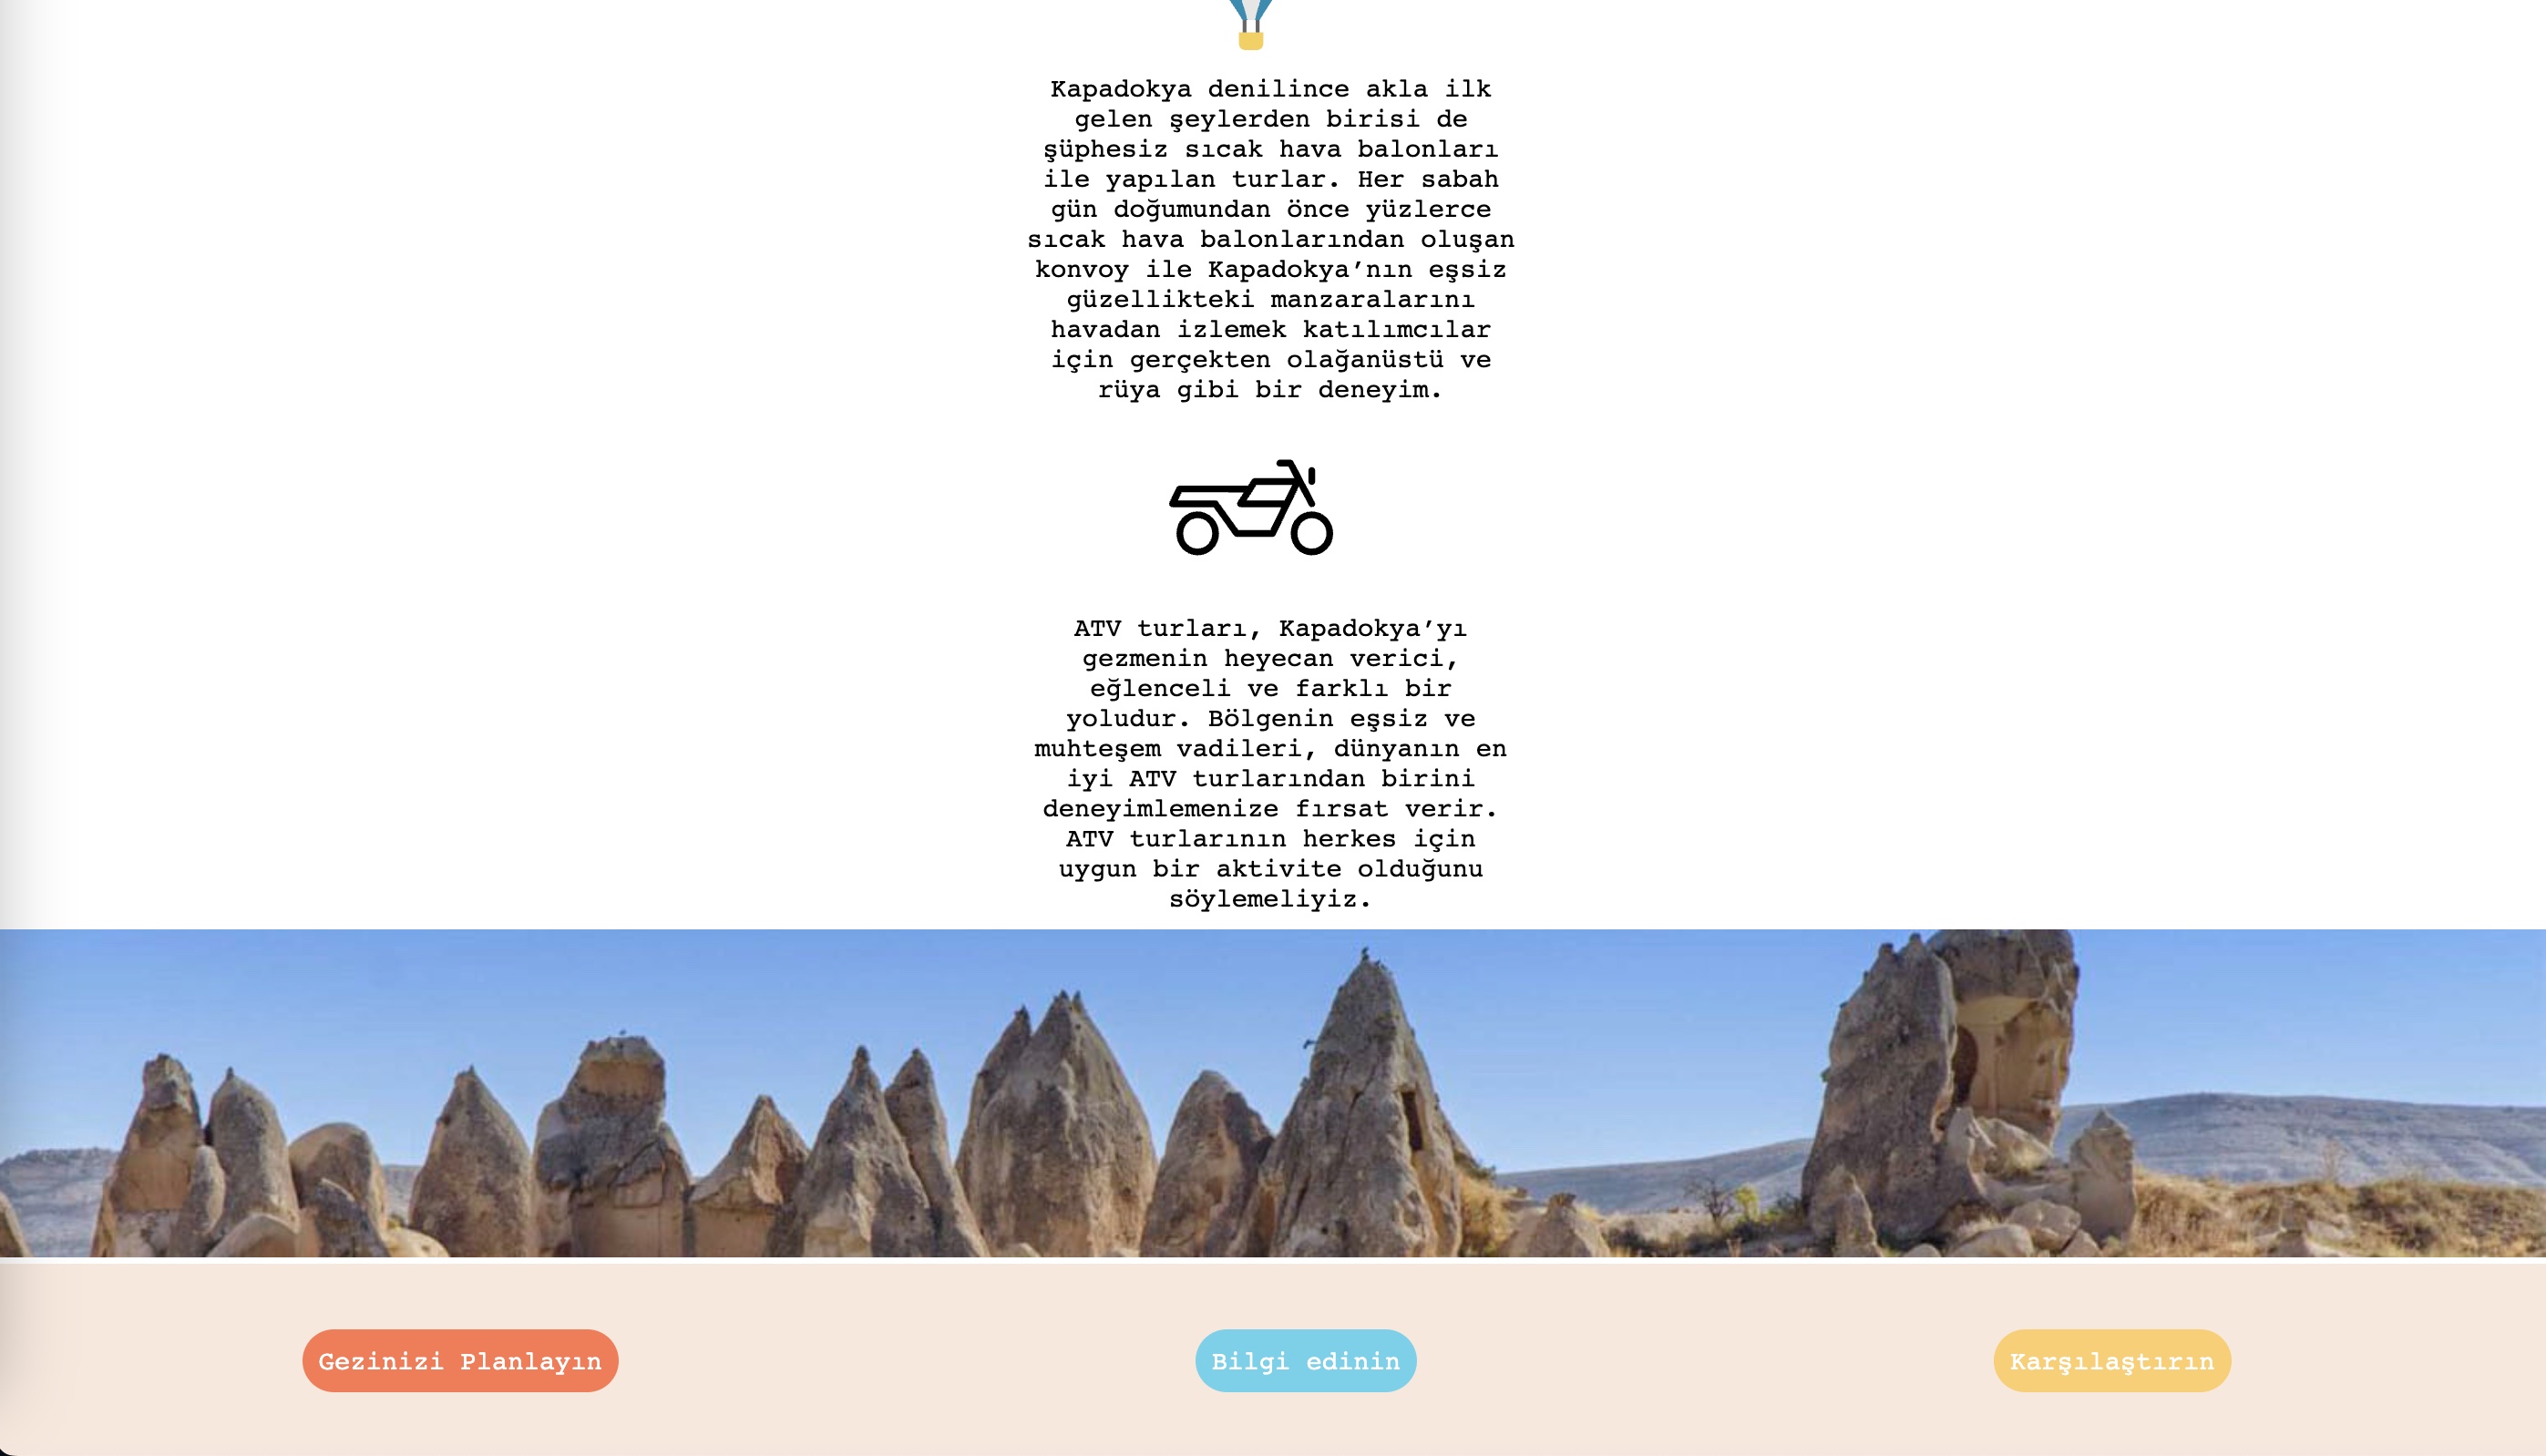 Kapadokya denilince akla ilk
gelen şeylerden birisi de
şüphesiz sıcak hava balonları
ile yapılan turlar. Her sabah
gün doğumundan önce yüzlerce
sıcak hava balonlarından oluşan
konvoy ile Kapadokya’nın eşsiz
güzellikteki manzaralarını
havadan izlemek katılımcılar
için gerçekten olağanüstü ve
rüya gibi bir deneyim.
ATV turları, Kapadokya’yı
gezmenin heyecan verici,
eğlenceli ve farklı bir
yoludur. Bölgenin eşsiz ve
muhteşem vadileri, dünyanın en
iyi ATV turlarından birini
deneyimlemenize fırsat verir.
ATV turlarının herkes için
uygun bir aktivite olduğunu
söylemeliyiz.
Gezinizi Planlayın
Bilgi edinin
Karşılaştırın